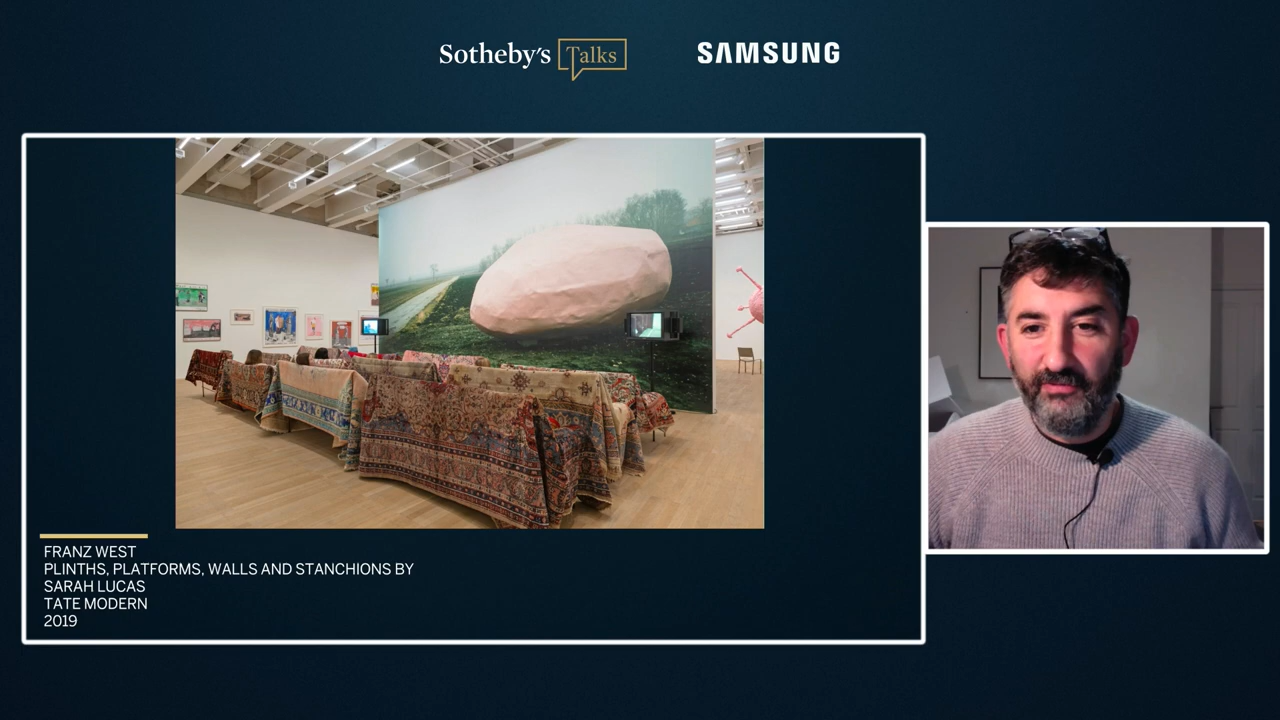 Sotheby's Talks
SAMSUNG
FRANZ WEST
PLINTHS, PLATFORMS, WALLS AND STANCHIONS BY
SARAH LUCAS
TATE MODERN
2019